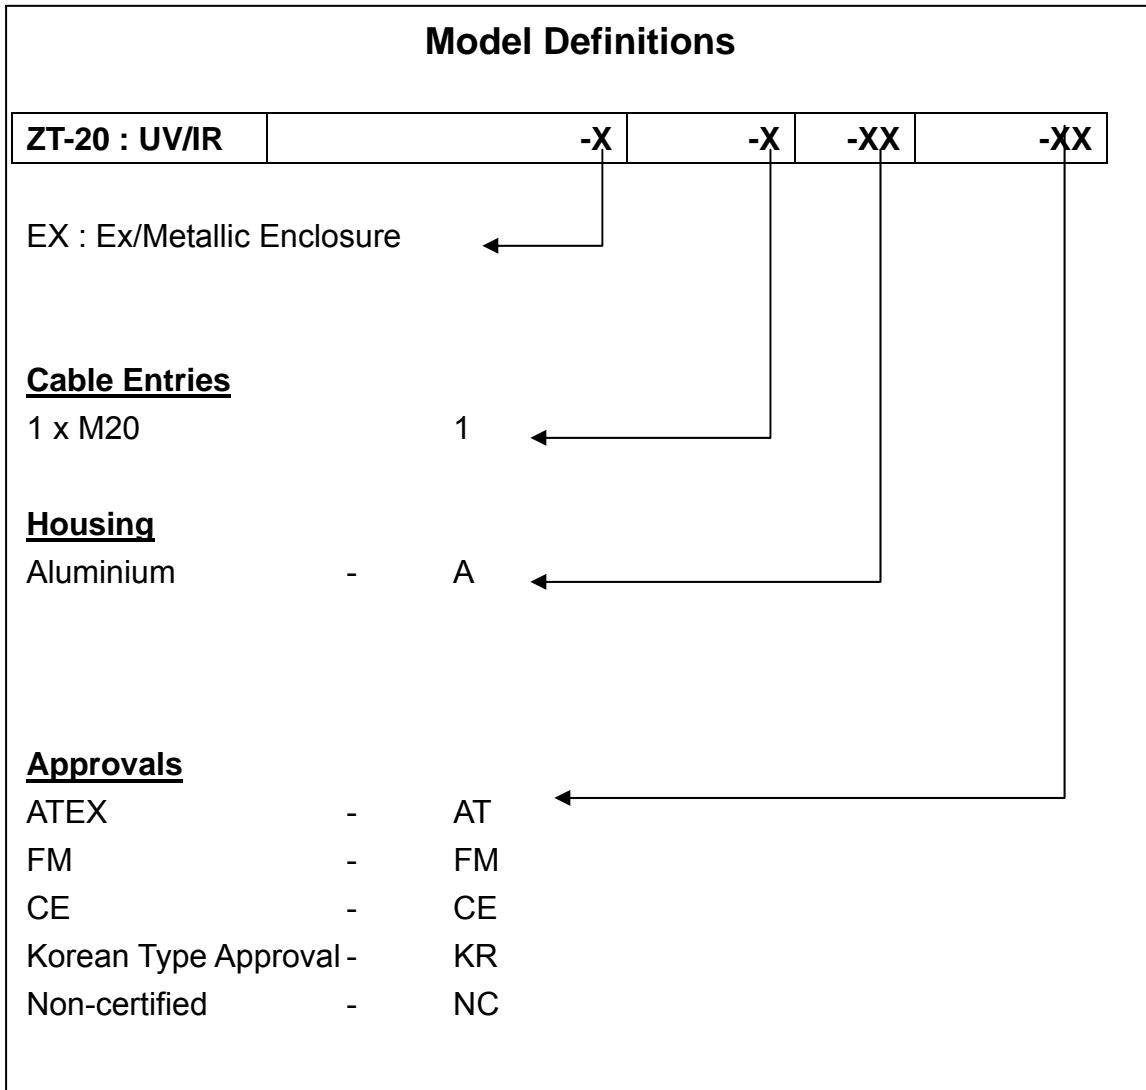 Model Definitions
ZT-20 : UV/IR -X -X -XX -XX
EX : Ex/Metallic Enclosure
Cable Entries
1 x M20 1
Housing
Aluminium - A
Approvals
ATEX - AT
FM - FM
CE - CE
Korean Type Approval - KR
Non-certified - NC